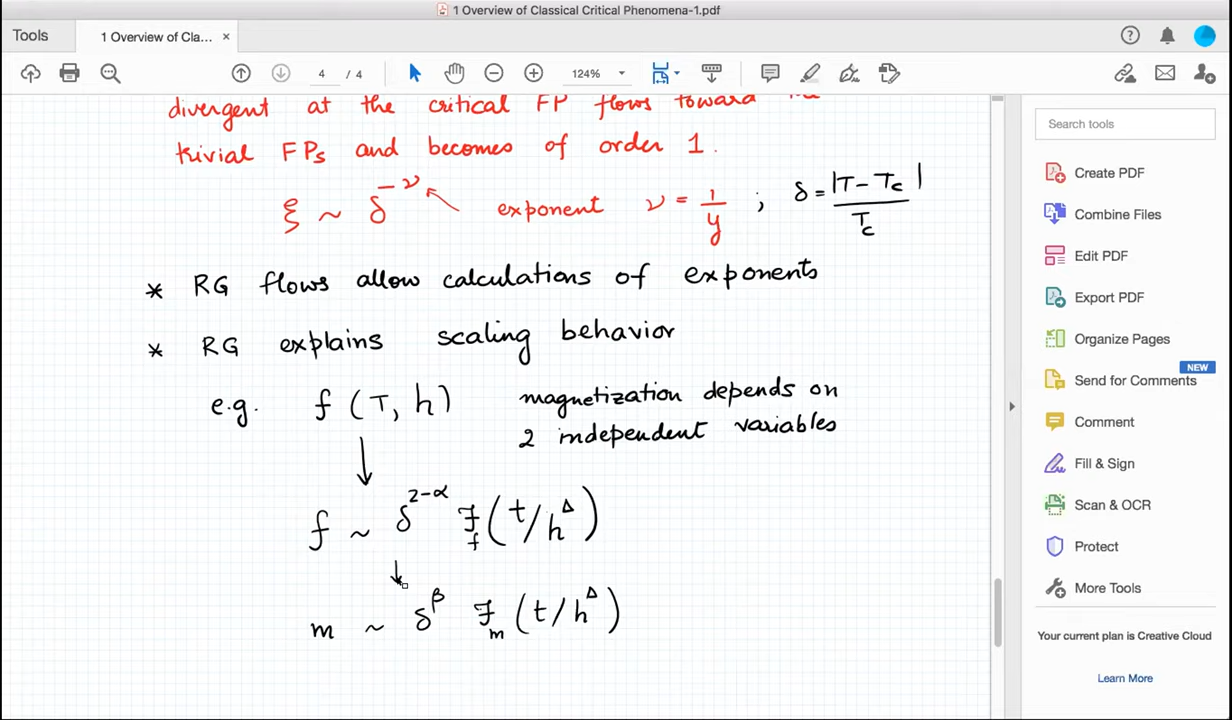 1 Overview of Classical Critical Phenomena-1.pdf
Tools
1 Overview of Cla... ×
4 / 4
124%
divergent at the critical FP flows toward
trivial FPs and becomes of order 1.
ξ ~ δ^{-ν} exponent ν = 1/y ; δ = |T - Tc| / Tc
* RG flows allow calculations of exponents
* RG explains scaling behavior
e.g. f (T, h) magnetization depends on
2 independent variables
↓
f ~ δ^{2-α} ℱ_f (t/h^Δ)
↓
m ~ δ^β ℱ_m (t/h^Δ)
Search tools
Create PDF
Combine Files
Edit PDF
Export PDF
Organize Pages
NEW
Send for Comments
Comment
Fill & Sign
Scan & OCR
Protect
More Tools
Your current plan is Creative Cloud
Learn More